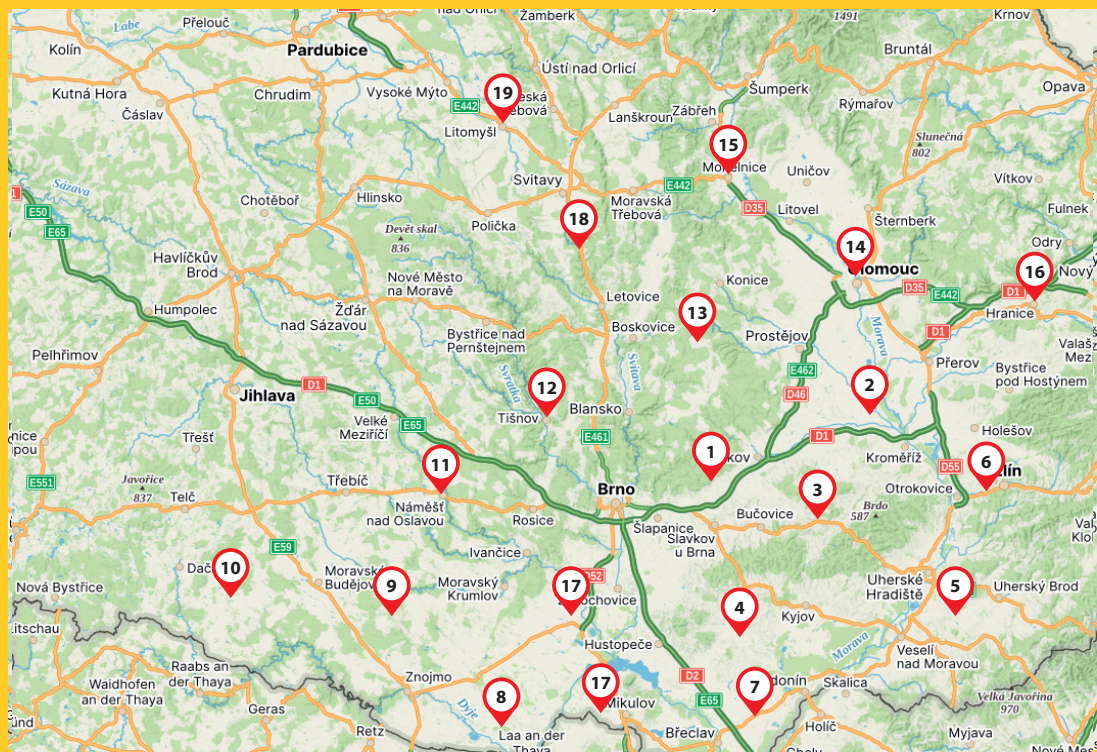 Přelouč
Labe
Kolín
Pardubice
nad Orlicí
Žamberk
1491
Krnov
Bruntál
Ústí nad Orlicí
Šumperk
Opava
Kutná Hora
Chrudim
Vysoké Mýto
19
Rýmařov
Čáslav
E442
Zábřeh
Lanškroun
Litomyšl
Slunečná
802
15
Uničov
Vítkov
Svitavy
E442
Moravská
Třebová
D35
Litovel
Šternberk
Fulnek
Sázava
E50
E65
Chotěboř
Hlinsko
Polička
18
Devět skal
836
Odry
Havlíčkův
Brod
14
Olomouc
Nový
16
Nové Město
na Moravě
Konice
D35
E442
D1
Letovice
Humpolec
Žďár
nad Sázavou
13
Hranice
Bystřice nad
Pernštejnem
Boskovice
Prostějov
Morava
D1
Pelhřimov
Přerov
Svitava
Svratka
E462
Bystřice
pod Hostýnem
Jihlava
D1
12
2
D46
E50
Tišnov
Blansko
Velké
Meziříčí
E65
E461
D1
Holešov
Třešť
1
Kroměříž
11
D55
6
E551
Javořice
837
Třebíč
Telč
Brno
3
Otrokovice
Náměšť
nad Oslavou
Rosice
Šlapanice
Bučovice
Brdo
587
Slavkov
u Brna
E59
Ivančice
10
Moravské
Budějovice
9
Moravský
Krumlov
D52
17
Uherské
Hradiště
5
Uherský Brod
Nová Bystřice
4
Kyjov
Hustopeče
Morava
Veselí
nad Moravou
Raabs an
der Thaya
Waidhofen
an der Thaya
Znojmo
D2
7
Skalica
Geras
8
17
E65
Mikulov
Velká Javořina
970
Dyje
Retz
Laa an der
Thaya
Břeclav
Holíč
Myjava